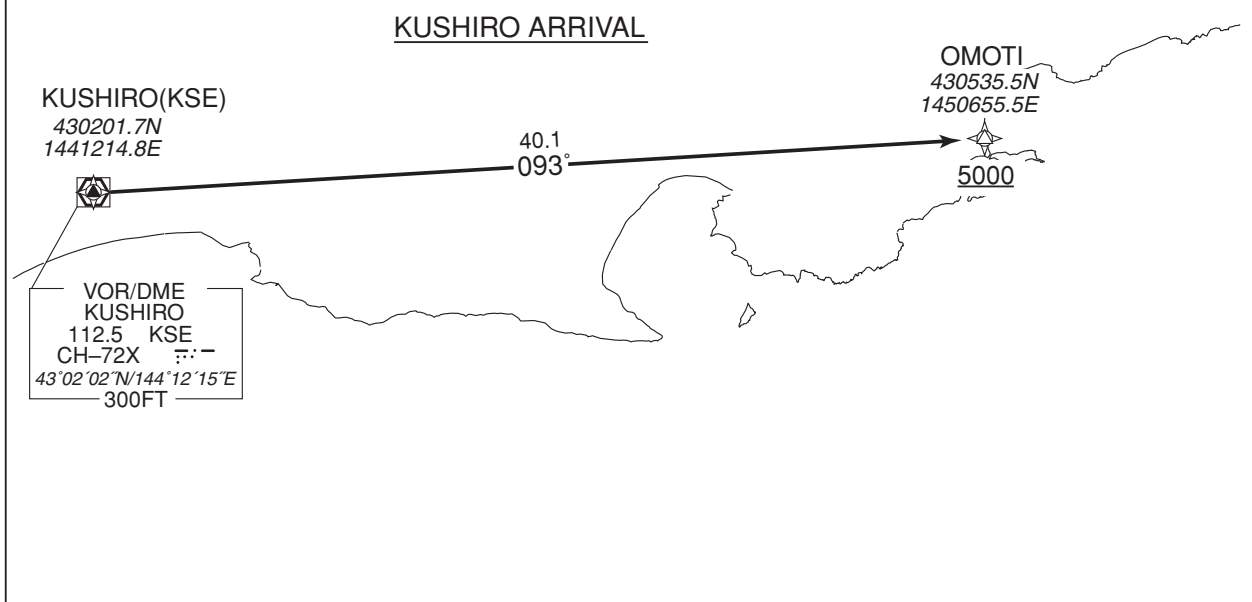 KUSHIRO ARRIVAL
KUSHIRO(KSE)
430201.7N
1441214.8E
40.1
093°
OMOTI
430535.5N
1450655.5E
5000
VOR/DME
KUSHIRO
112.5 KSE
CH–72X
43°02′02″N/144°12′15″E
300FT